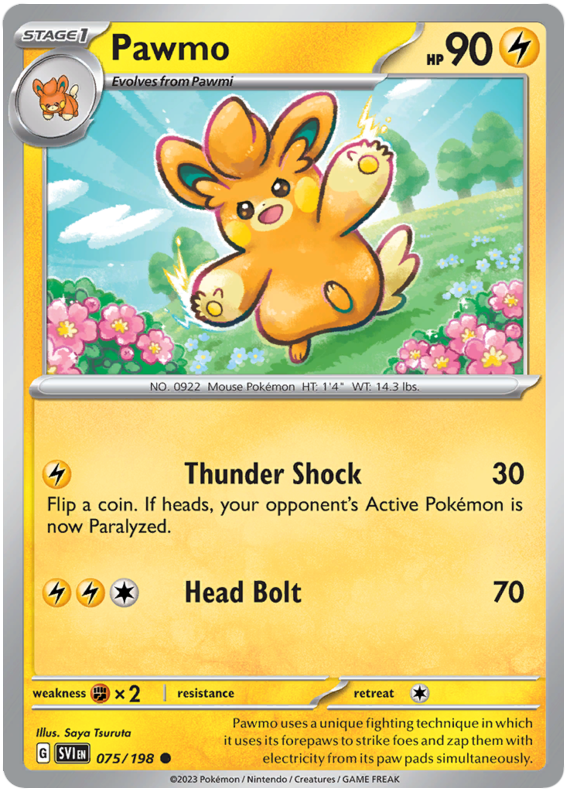 STAGE1
Pawmo
HP 90
Evolves from Pawmi
NO. 0922 Mouse Pokémon HT: 1'4" WT: 14.3 lbs.
Thunder Shock 30
Flip a coin. If heads, your opponent's Active Pokémon is
now Paralyzed.
Head Bolt 70
weakness ×2 resistance retreat
Illus. Saya Tsuruta
G SVI EN 075/198
Pawmo uses a unique fighting technique in which
it uses its forepaws to strike foes and zap them with
electricity from its paw pads simultaneously.
©2023 Pokémon / Nintendo / Creatures / GAME FREAK